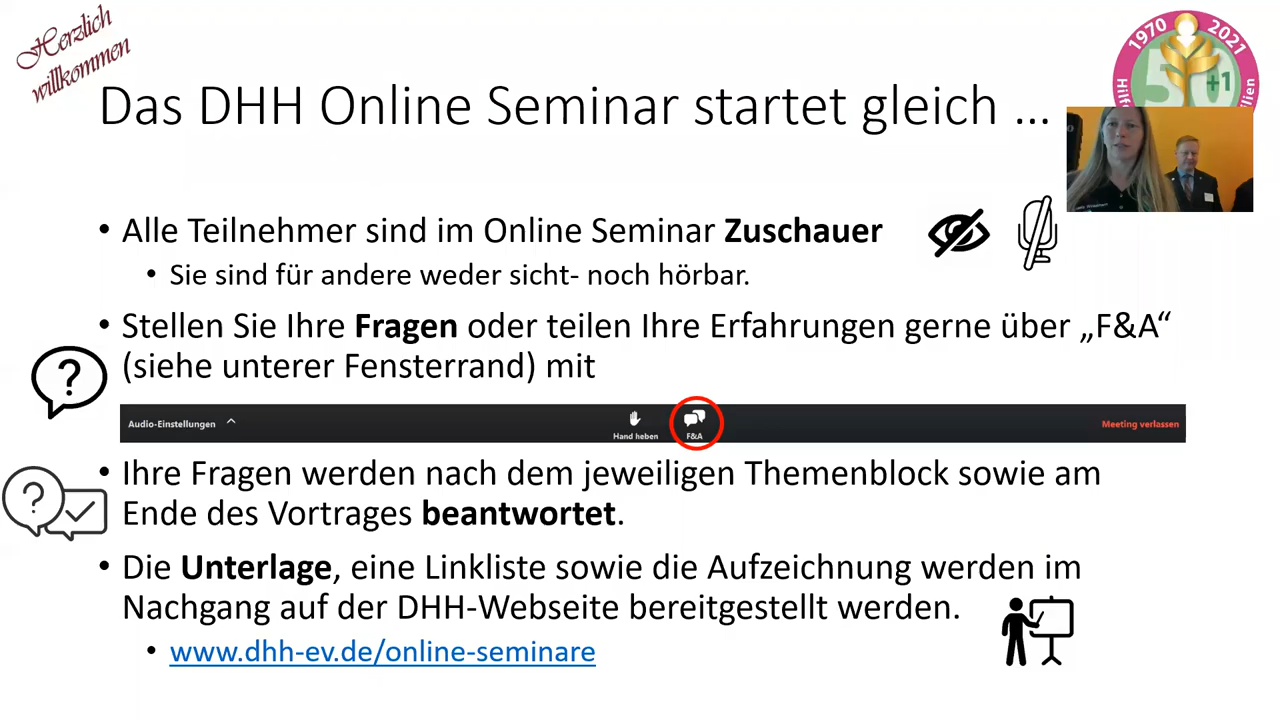 Herzlich
willkommen
1970 2021
50 +1
Das DHH Online Seminar startet gleich ...
• Alle Teilnehmer sind im Online Seminar Zuschauer
• Sie sind für andere weder sicht- noch hörbar.
• Stellen Sie Ihre Fragen oder teilen Ihre Erfahrungen gerne über „F&A“
(siehe unterer Fensterrand) mit
?
Audio-Einstellungen Hand heben F&A Meeting verlassen
• Ihre Fragen werden nach dem jeweiligen Themenblock sowie am
?
Ende des Vortrages beantwortet.
• Die Unterlage, eine Linkliste sowie die Aufzeichnung werden im
Nachgang auf der DHH-Webseite bereitgestellt werden.
• www.dhh-ev.de/online-seminare